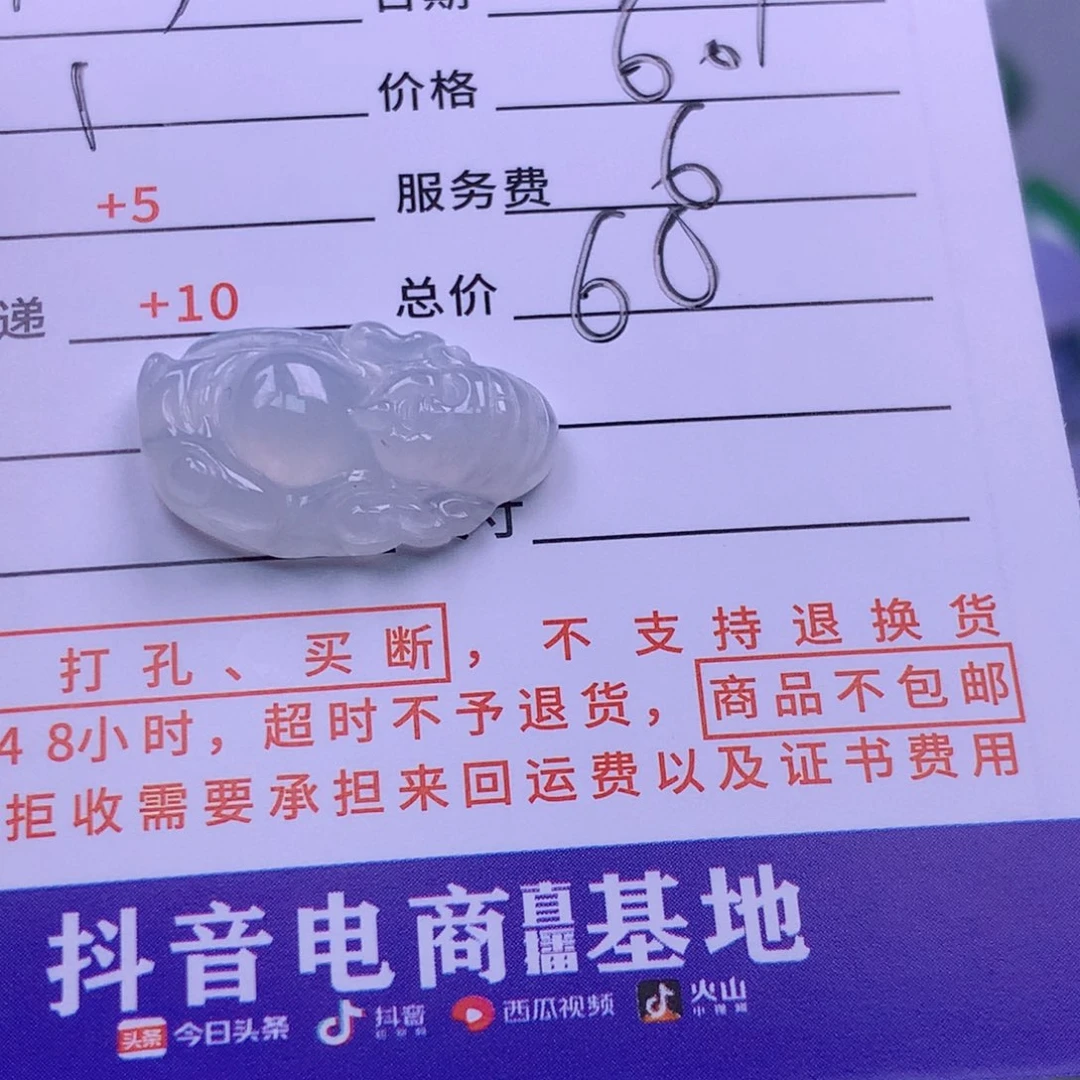 日期 6.1
价格
服务费 6
+5
总价 68
递 +10
寸
打孔、买断，不支持退换货
48小时，超时不予退货，商品不包邮
拒收需要承担来回运费以及证书费用
抖音电商直播基地
头条 今日头条 抖音 西瓜视频 火山